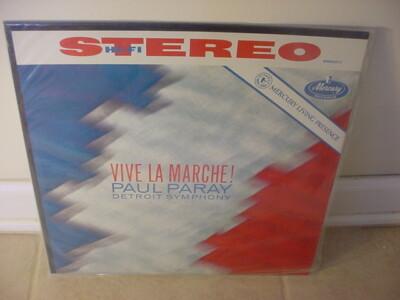 STEREO
HI-FI
Mercury
MERCURY LIVING PRESENCE
VIVE LA MARCHE!
PAUL PARAY
DETROIT SYMPHONY